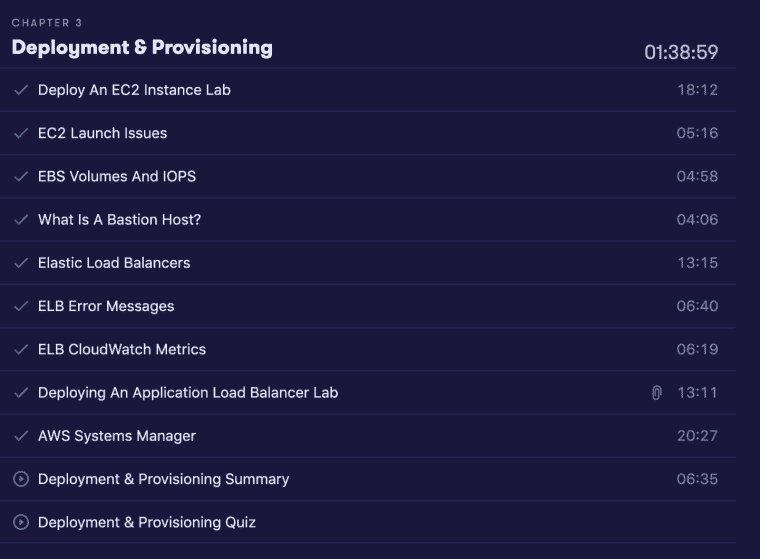 CHAPTER 3
Deployment & Provisioning 01:38:59
Deploy An EC2 Instance Lab 18:12
EC2 Launch Issues 05:16
EBS Volumes And IOPS 04:58
What Is A Bastion Host? 04:06
Elastic Load Balancers 13:15
ELB Error Messages 06:40
ELB CloudWatch Metrics 06:19
Deploying An Application Load Balancer Lab 13:11
AWS Systems Manager 20:27
Deployment & Provisioning Summary 06:35
Deployment & Provisioning Quiz